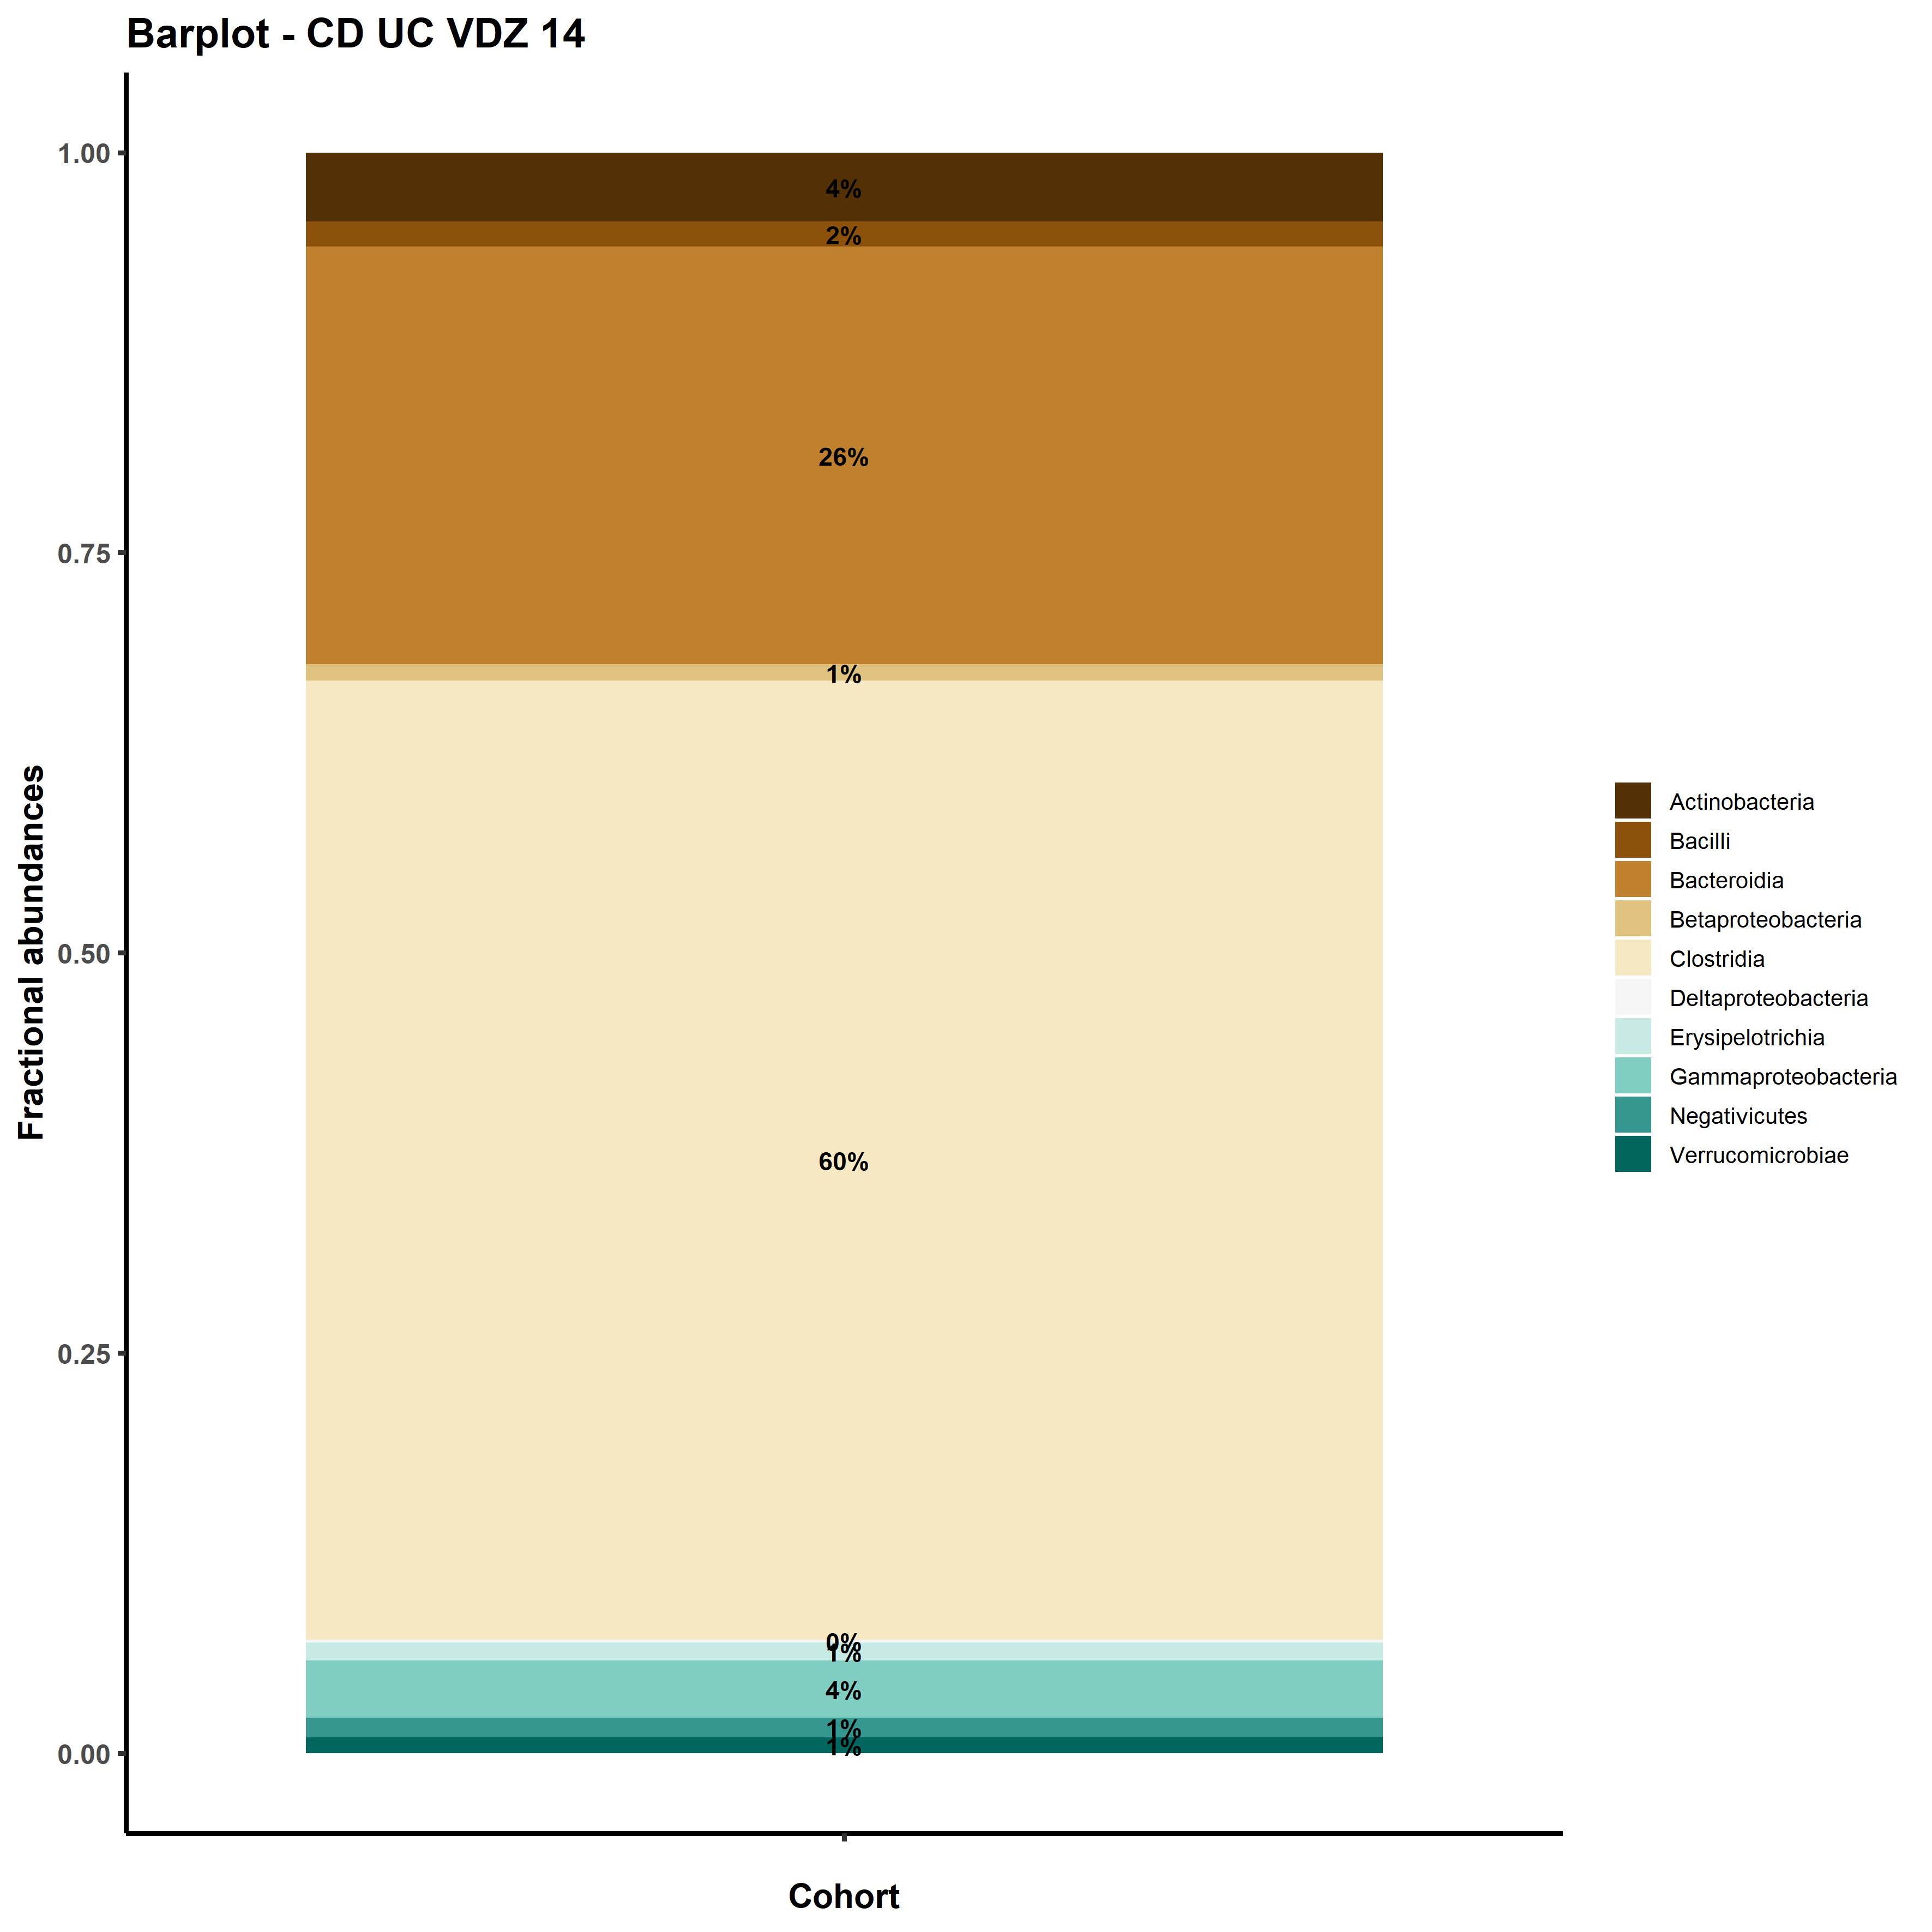 Barplot - CD UC VDZ 14
Fractional abundances
1.00
0.75
0.50
0.25
0.00
4%
2%
26%
1%
60%
0%
1%
4%
1%
1%
Cohort
Actinobacteria
Bacilli
Bacteroidia
Betaproteobacteria
Clostridia
Deltaproteobacteria
Erysipelotrichia
Gammaproteobacteria
Negativicutes
Verrucomicrobiae